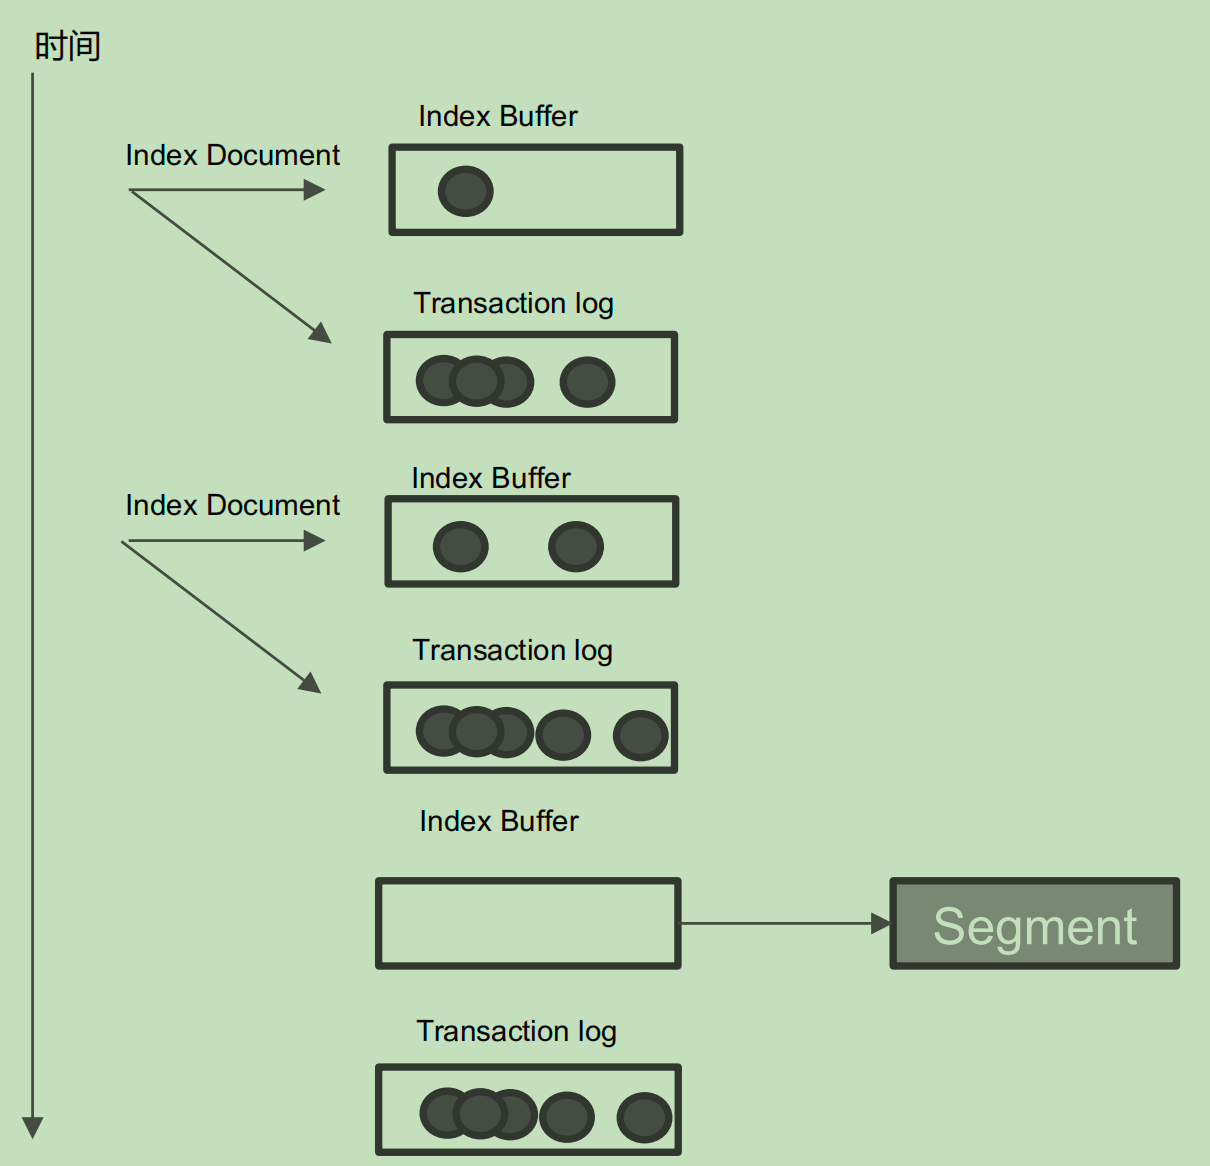 时间
Index Buffer
Index Document
Transaction log
Index Buffer
Index Document
Transaction log
Index Buffer
Segment
Transaction log